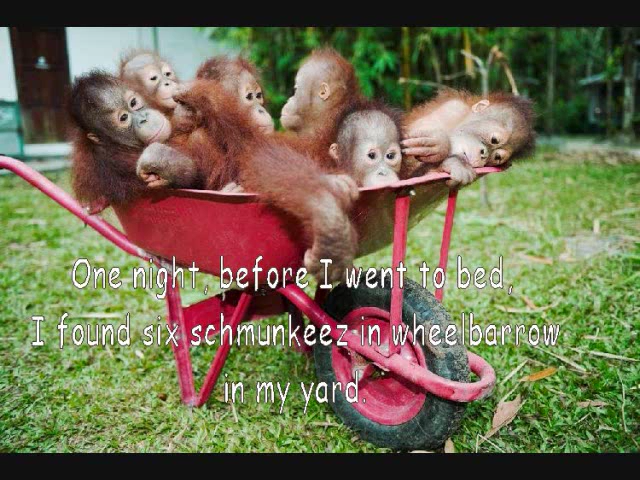 One night, before I went to bed,
I found six schmunkeez in wheelbarrow
in my yard.